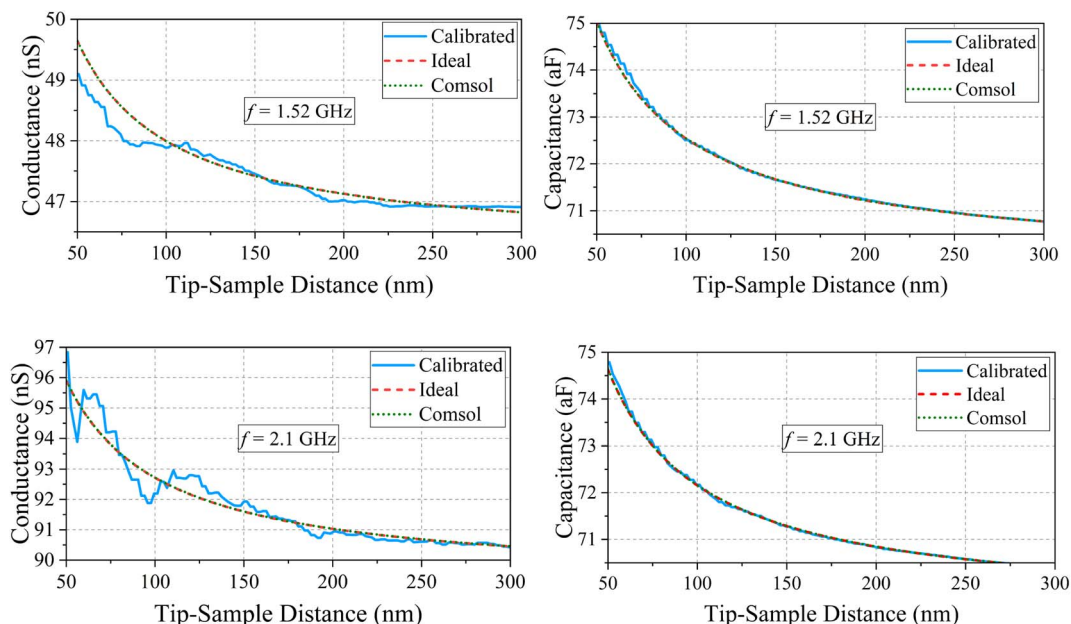 50
49
48
47
50 100 150 200 250 300
Conductance (nS)
Tip-Sample Distance (nm)
Calibrated
Ideal
Comsol
f = 1.52 GHz
75
74
73
72
71
50 100 150 200 250 300
Capacitance (aF)
Tip-Sample Distance (nm)
Calibrated
Ideal
Comsol
f = 1.52 GHz
97
96
95
94
93
92
91
90
50 100 150 200 250 300
Conductance (nS)
Tip-Sample Distance (nm)
Calibrated
Ideal
Comsol
f = 2.1 GHz
75
74
73
72
71
50 100 150 200 250 300
Capacitance (aF)
Tip-Sample Distance (nm)
Calibrated
Ideal
Comsol
f = 2.1 GHz